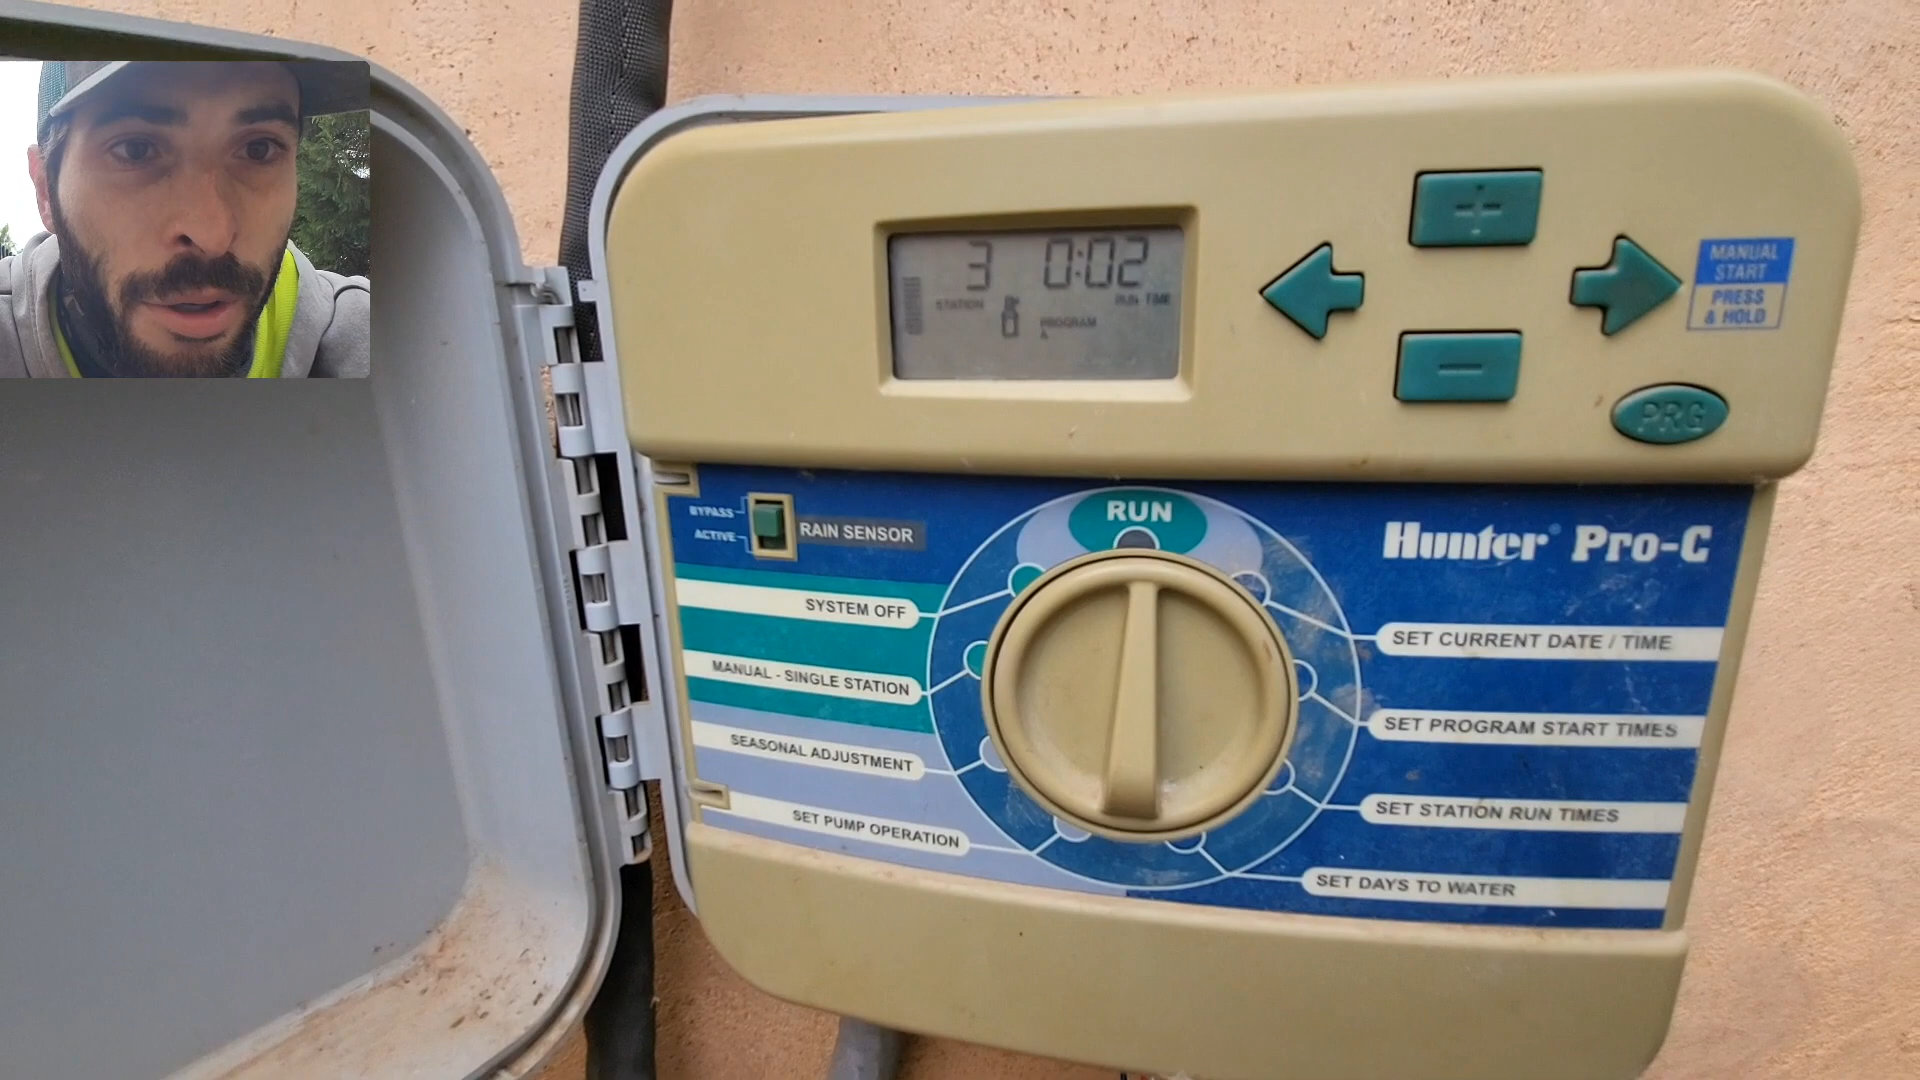 3 0:02
STATION RUN TIME
PROGRAM
A
MANUAL
START
PRESS
& HOLD
PRG
BYPASS
ACTIVE
RAIN SENSOR
RUN
Hunter® Pro-C
SYSTEM OFF
MANUAL - SINGLE STATION
SEASONAL ADJUSTMENT
SET PUMP OPERATION
SET CURRENT DATE / TIME
SET PROGRAM START TIMES
SET STATION RUN TIMES
SET DAYS TO WATER